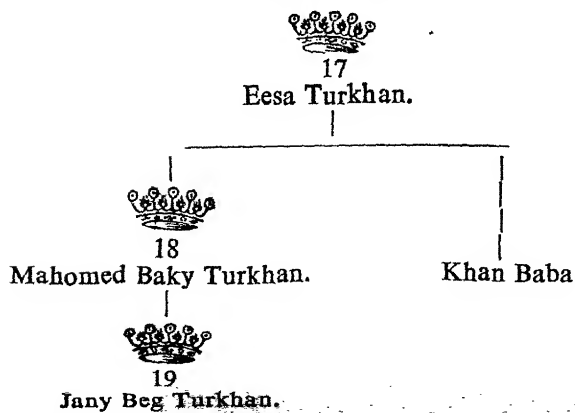 17
Eesa Turkhan.
18
Mahomed Baky Turkhan.
Khan Baba
19
Jany Beg Turkhan.